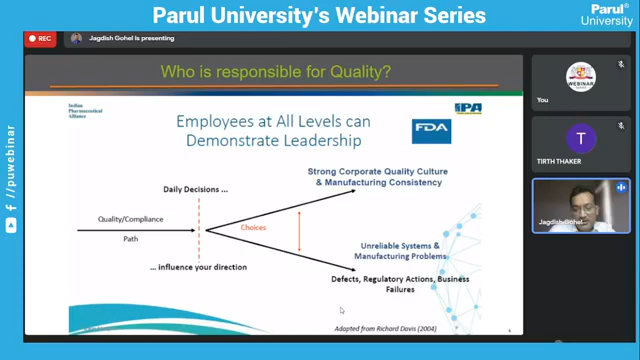 Parul University's Webinar Series
Parul®
University
REC
Jagdish Gohel is presenting
Who is responsible for Quality?
Indian
Pharmaceutical
Alliance
IPA
Employees at All Levels can
Demonstrate Leadership
FDA
Strong Corporate Quality Culture
& Manufacturing Consistency
Daily Decisions ...
Quality/Compliance
Path
Choices
... influence your direction
Unreliable Systems &
Manufacturing Problems
Defects, Regulatory Actions, Business
Failures
Adapted from Richard Davis (2004)
You
T
TIRTH THAKER
Jagdish Gohel
/puwebinar